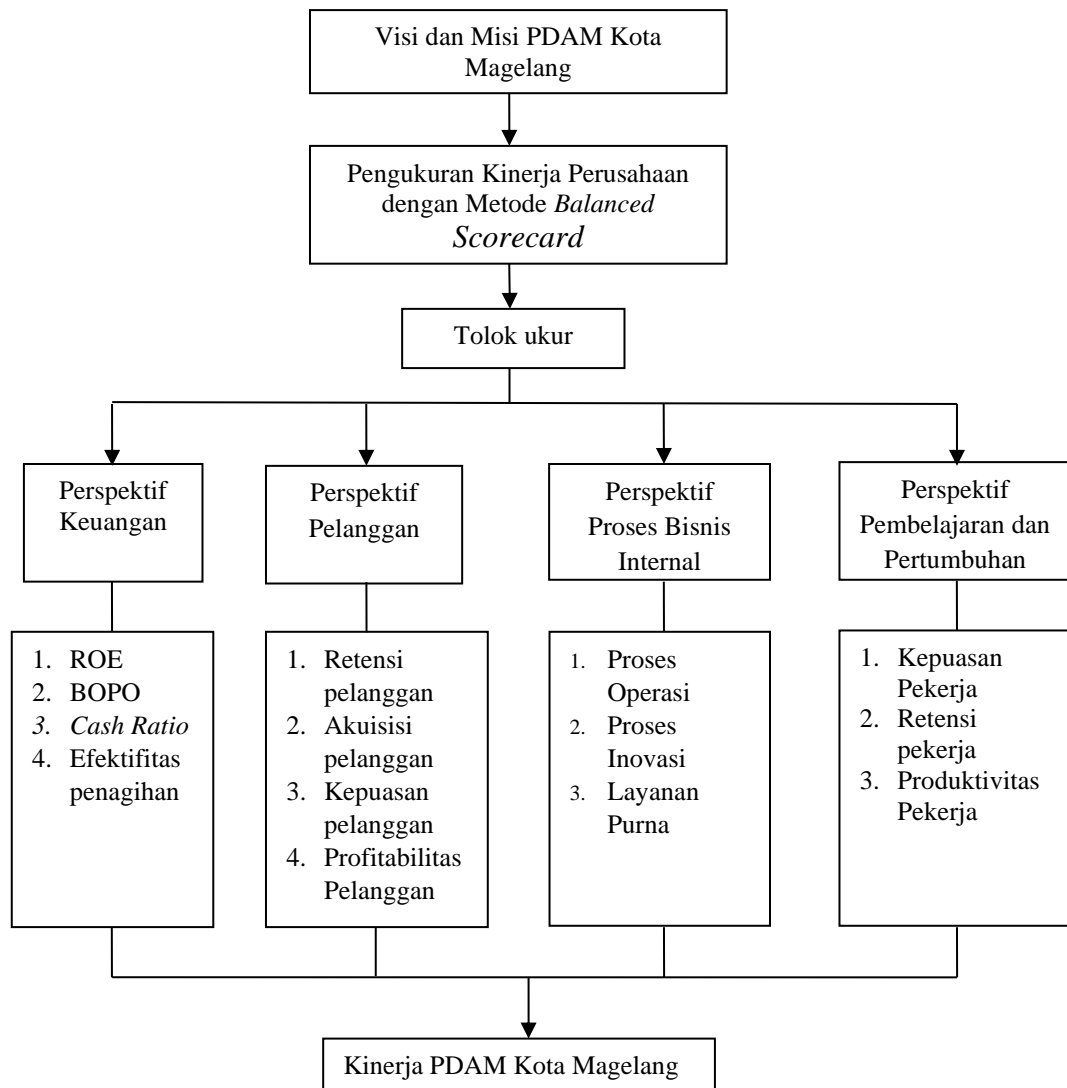 Visi dan Misi PDAM Kota
Magelang
Pengukuran Kinerja Perusahaan
dengan Metode Balanced
Scorecard
Tolok ukur
Perspektif
Keuangan
Perspektif
Pelanggan
Perspektif
Proses Bisnis
Internal
Perspektif
Pembelajaran dan
Pertumbuhan
1. ROE
2. BOPO
3. Cash Ratio
4. Efektifitas
penagihan
1. Retensi
pelanggan
2. Akuisisi
pelanggan
3. Kepuasan
pelanggan
4. Profitabilitas
Pelanggan
1. Proses
Operasi
2. Proses
Inovasi
3. Layanan
Purna
1. Kepuasan
Pekerja
2. Retensi
pekerja
3. Produktivitas
Pekerja
Kinerja PDAM Kota Magelang